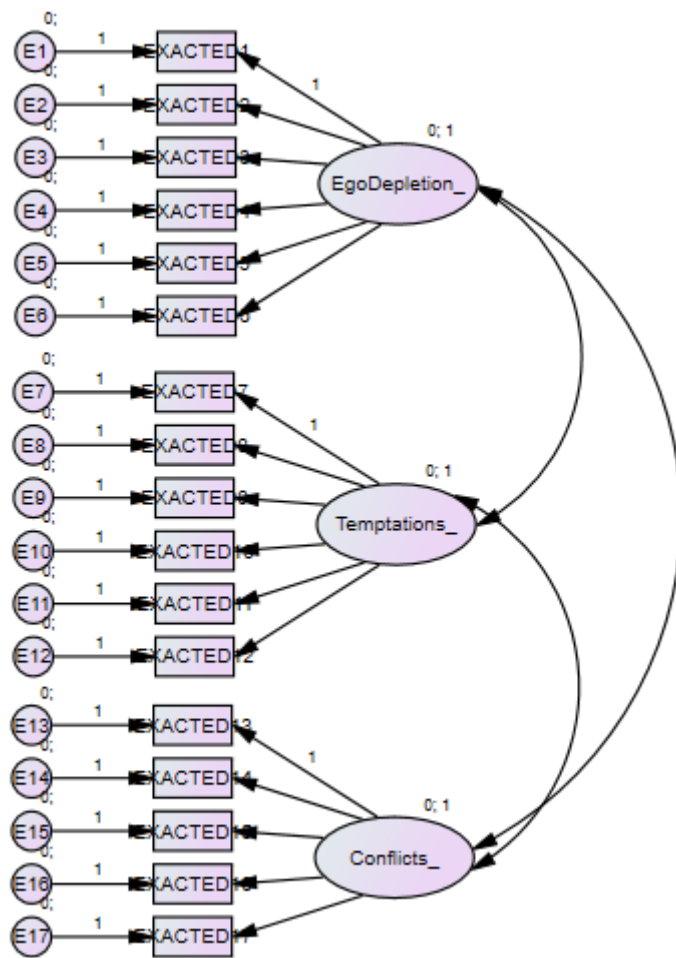 0;
E1 1 EXACTED1
0;
1
E2 1 EXACTED2
0;
0; 1
E3 1 EXACTED3
EgoDepletion_
0;
E4 1 EXACTED4
0;
E5 1 EXACTED5
0;
E6 1 EXACTED6
0;
E7 1 EXACTED7
0;
1
E8 1 EXACTED8
0;
0; 1
E9 1 EXACTED9
Temptations_
0;
E10 1 EXACTED10
0;
E11 1 EXACTED11
0;
E12 1 EXACTED12
0;
E13 1 EXACTED13
0;
1
E14 1 EXACTED14
0;
0; 1
E15 1 EXACTED15
Conflicts_
0;
E16 1 EXACTED16
0;
E17 1 EXACTED17